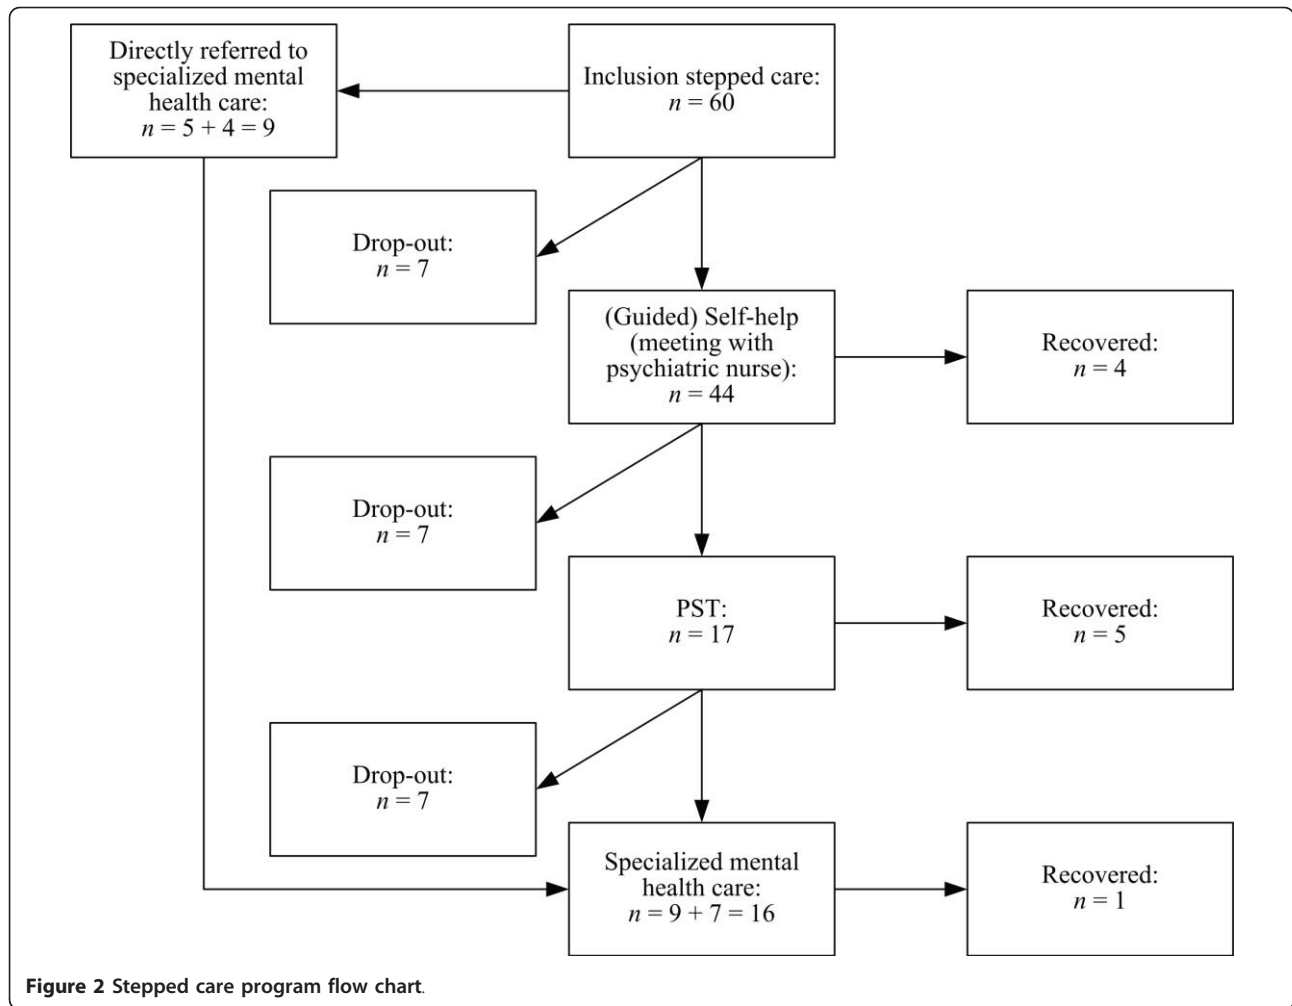 Directly referred to
specialized mental
health care:
n = 5 + 4 = 9
Inclusion stepped care:
n = 60
Drop-out:
n = 7
(Guided) Self-help
(meeting with
psychiatric nurse):
n = 44
Recovered:
n = 4
Drop-out:
n = 7
PST:
n = 17
Recovered:
n = 5
Drop-out:
n = 7
Specialized mental
health care:
n = 9 + 7 = 16
Recovered:
n = 1
Figure 2 Stepped care program flow chart.